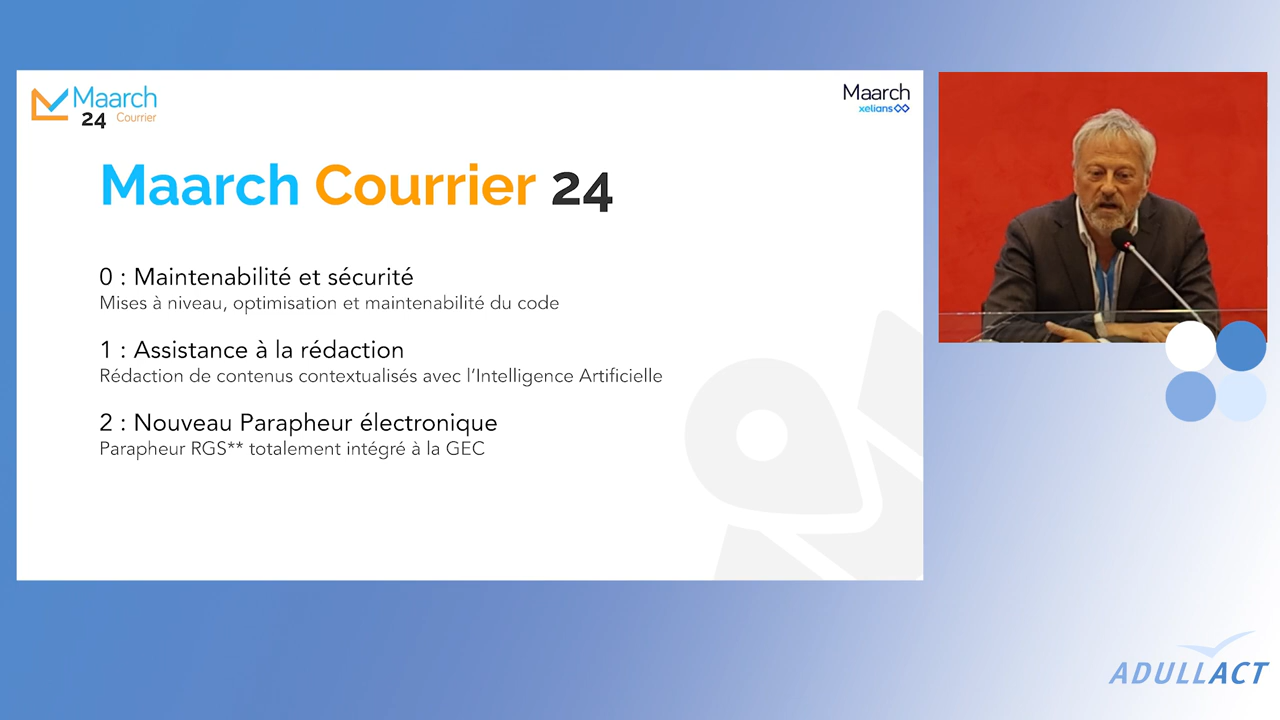 Maarch
24 Courrier
Maarch
xelians
Maarch Courrier 24
0 : Maintenabilité et sécurité
Mises à niveau, optimisation et maintenabilité du code
1 : Assistance à la rédaction
Rédaction de contenus contextualisés avec l'Intelligence Artificielle
2 : Nouveau Parapheur électronique
Parapheur RGS** totalement intégré à la GEC
ADULLACT